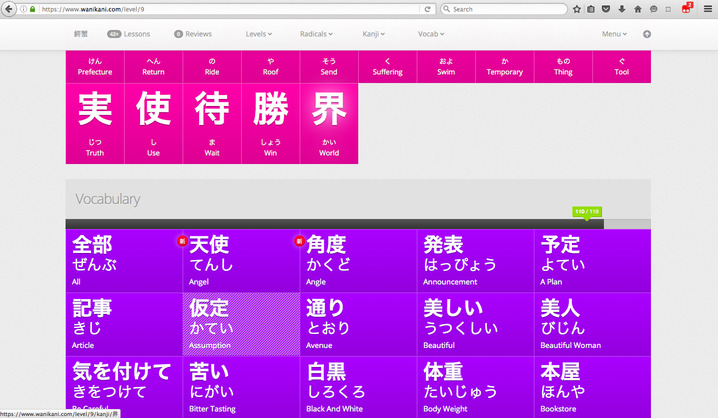 https://www.wanikani.com/level/9
Search
42+ Lessons
0 Reviews
Levels
Radicals
Kanji
Vocab
Menu
けん へん の や そう く およ か もの ぐ
Prefecture Return Ride Roof Send Suffering Swim Temporary Thing Tool
実 使 待 勝 界
じつ し ま しょう かい
Truth Use Wait Win World
Vocabulary
110 / 115
全部 新 天使 新 角度 発表 予定
ぜんぶ てんし かくど はっぴょう よてい
All Angel Angle Announcement A Plan
記事 仮定 通り 美しい 美人
きじ かてい とおり うつくしい びじん
Article Assumption Avenue Beautiful Beautiful Woman
気を付けて 苦い 白黒 体重 本屋
きをつけて にがい しろくろ たいじゅう ほんや
Be Careful Bitter Tasting Black And White Body Weight Bookstore
https://www.wanikani.com/level/9/kanji/界